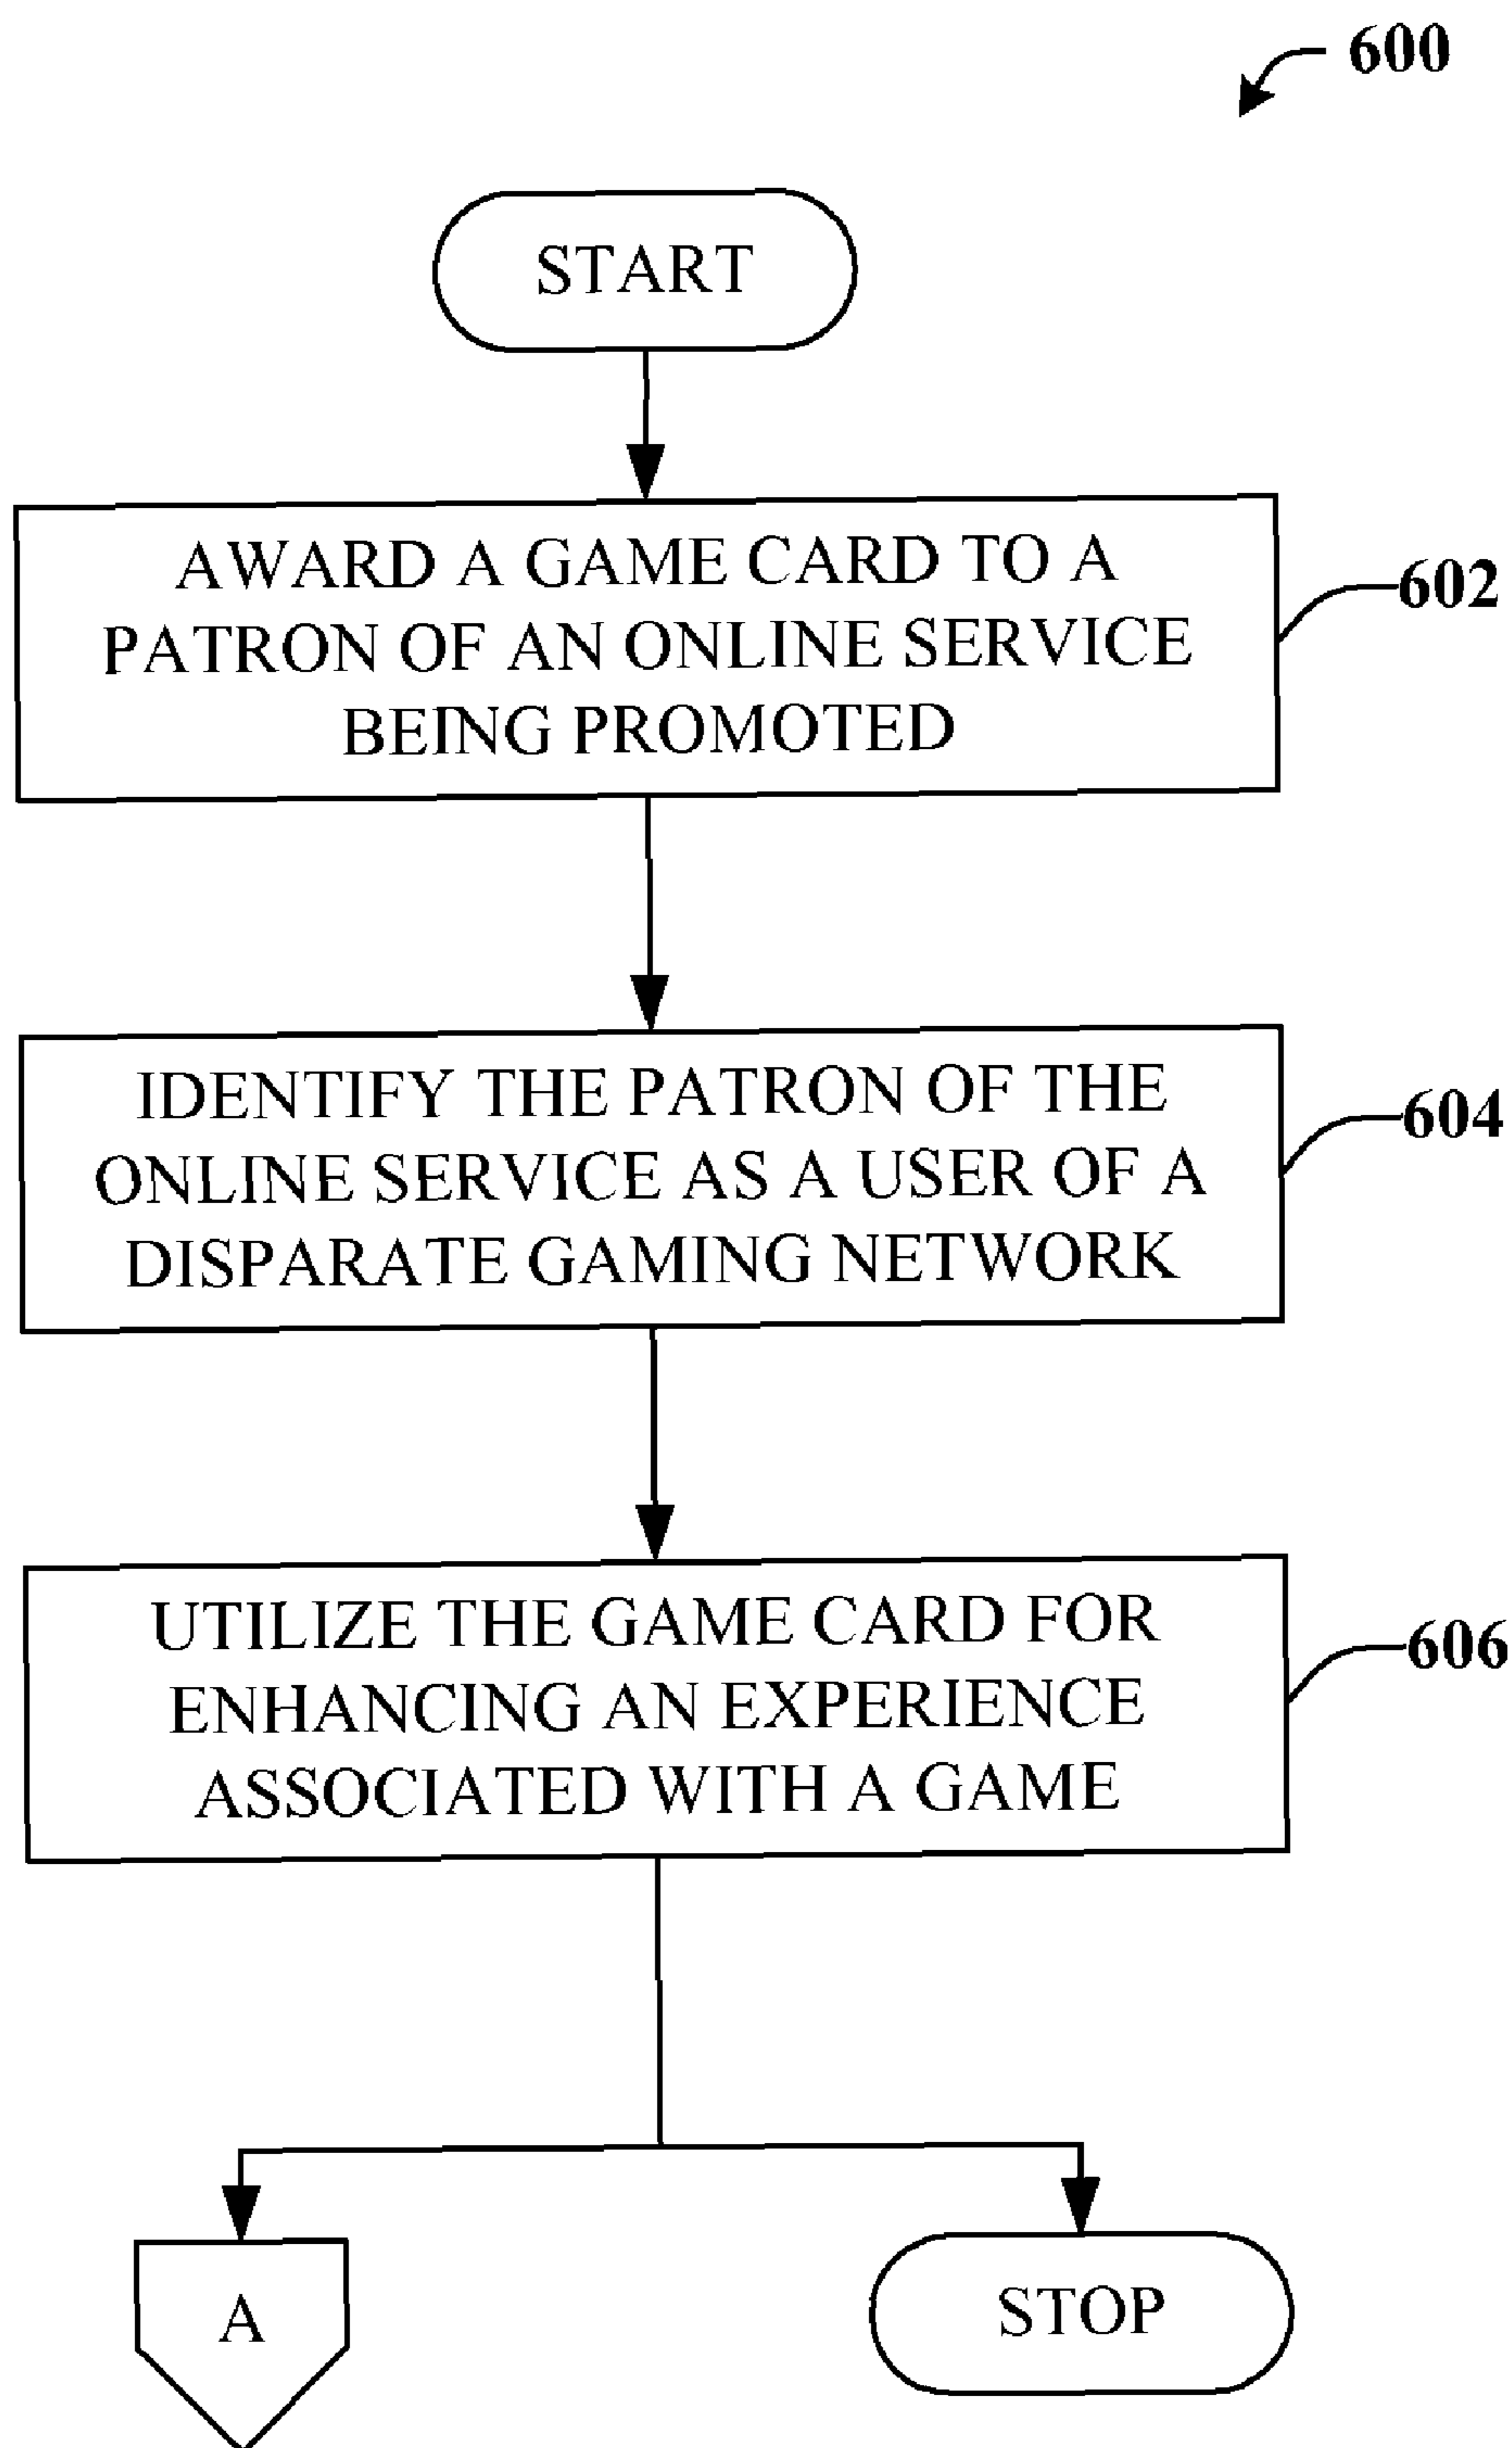 600
START
AWARD A GAME CARD TO A
PATRON OF AN ONLINE SERVICE
BEING PROMOTED
602
IDENTIFY THE PATRON OF THE
ONLINE SERVICE AS A USER OF A
DISPARATE GAMING NETWORK
604
UTILIZE THE GAME CARD FOR
ENHANCING AN EXPERIENCE
ASSOCIATED WITH A GAME
606
A
STOP